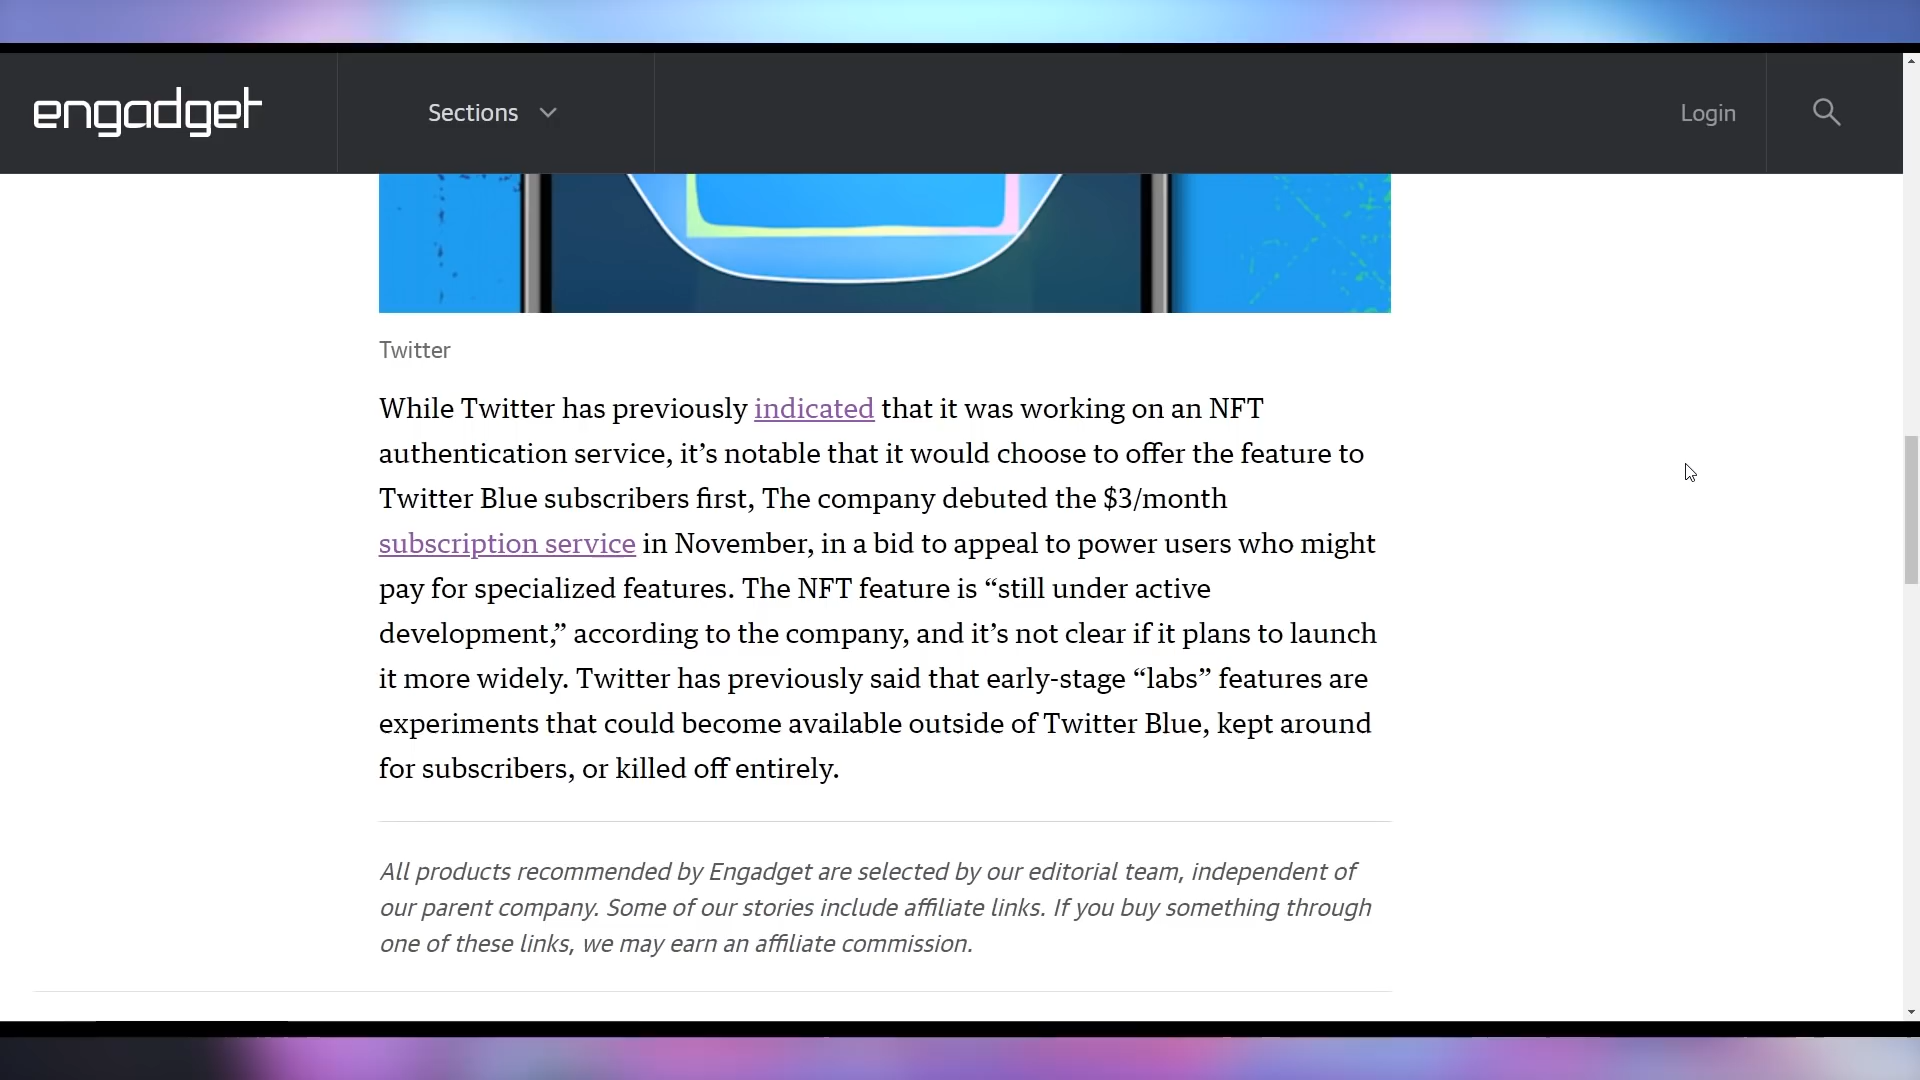 engadget
Sections
Login
Twitter
While Twitter has previously indicated that it was working on an NFT
authentication service, it’s notable that it would choose to offer the feature to
Twitter Blue subscribers first, The company debuted the $3/month
subscription service in November, in a bid to appeal to power users who might
pay for specialized features. The NFT feature is “still under active
development,” according to the company, and it’s not clear if it plans to launch
it more widely. Twitter has previously said that early-stage “labs” features are
experiments that could become available outside of Twitter Blue, kept around
for subscribers, or killed off entirely.
All products recommended by Engadget are selected by our editorial team, independent of
our parent company. Some of our stories include affiliate links. If you buy something through
one of these links, we may earn an affiliate commission.